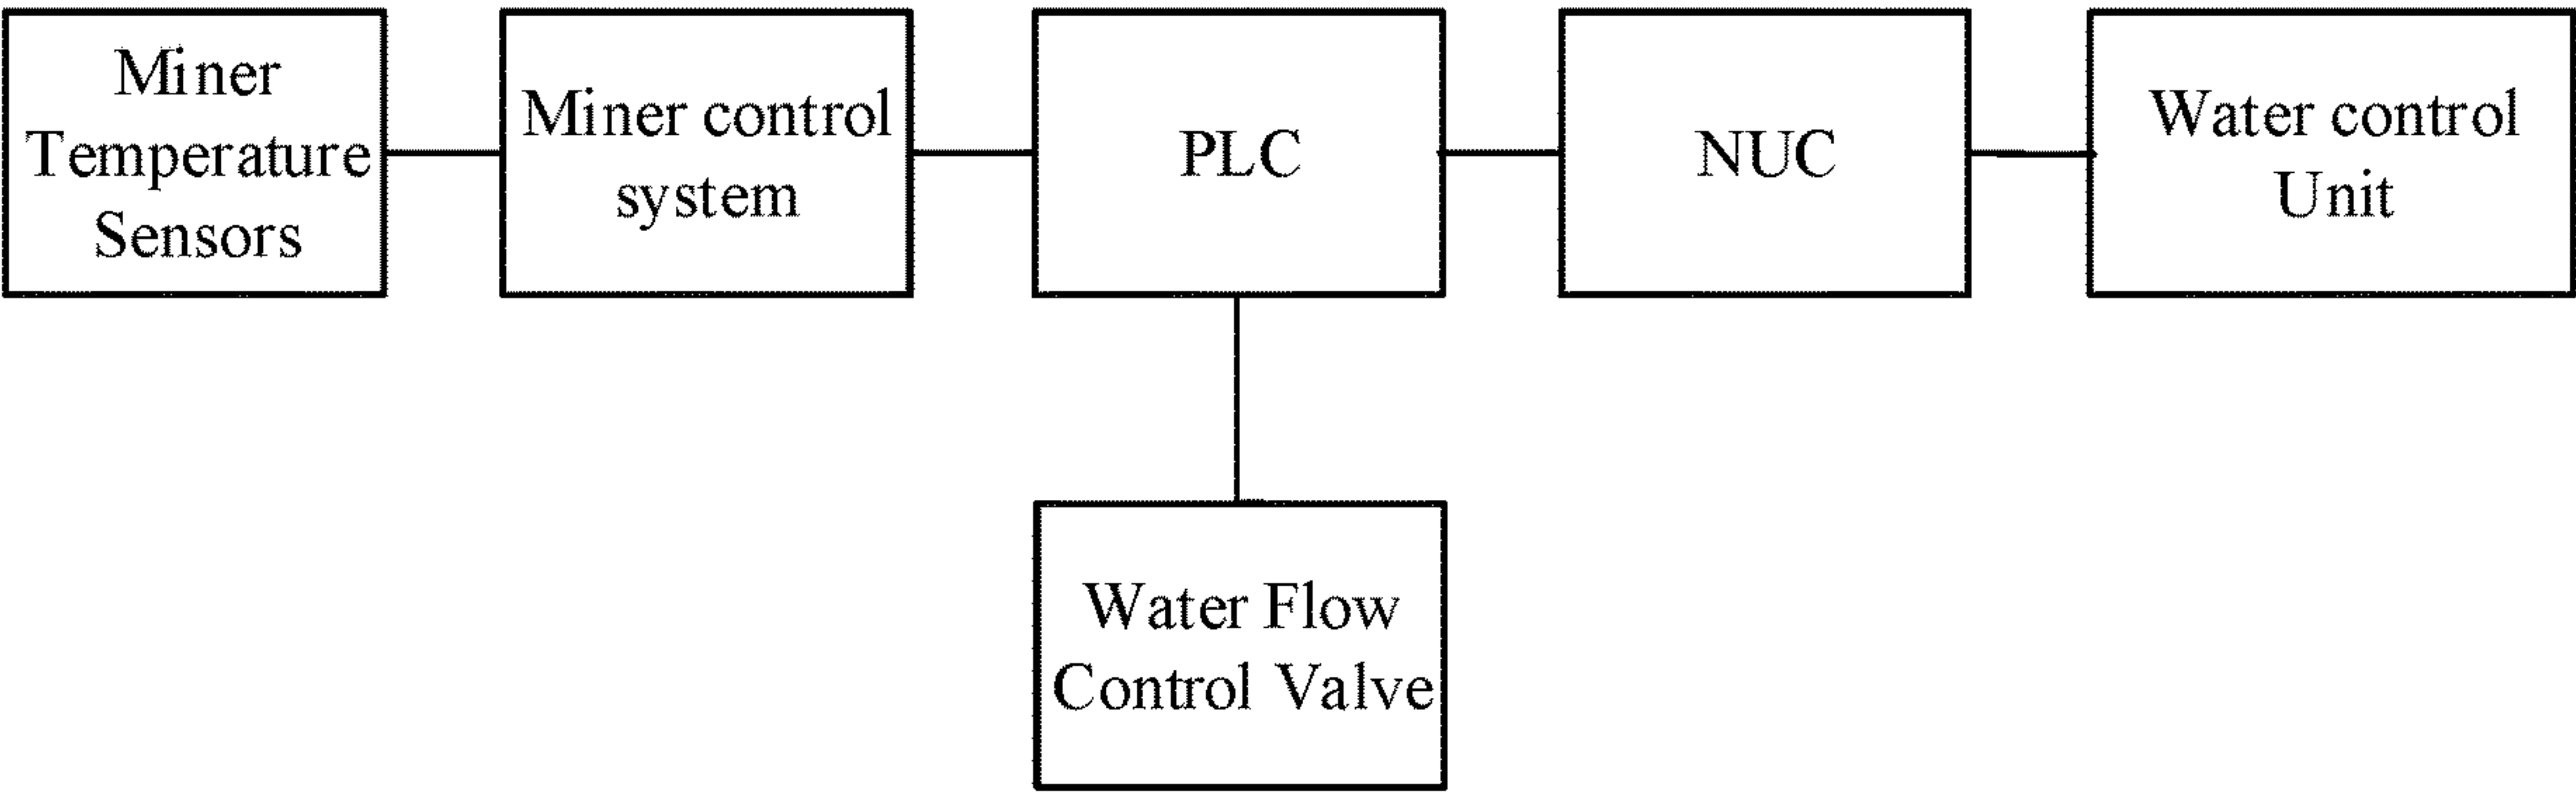 Miner
Temperature
Sensors
Miner control
system
PLC
NUC
Water control
Unit
Water Flow
Control Valve